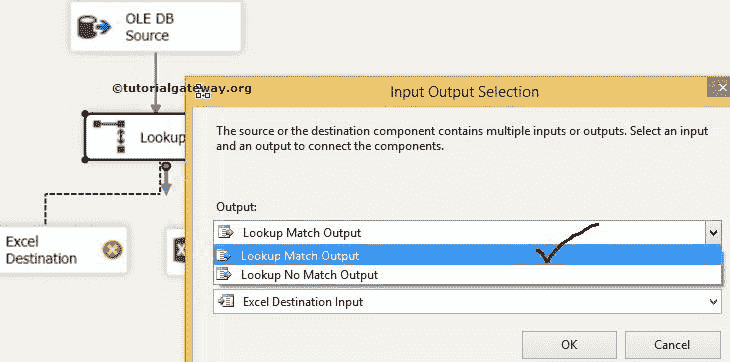 OLE DB
Source
©tutorialgateway.org
Lookup
Excel
Destination
Input Output Selection
The source or the destination component contains multiple inputs or outputs. Select an input
and an output to connect the components.
Output:
Lookup Match Output
Lookup Match Output
Lookup No Match Output
Excel Destination Input
OK
Cancel